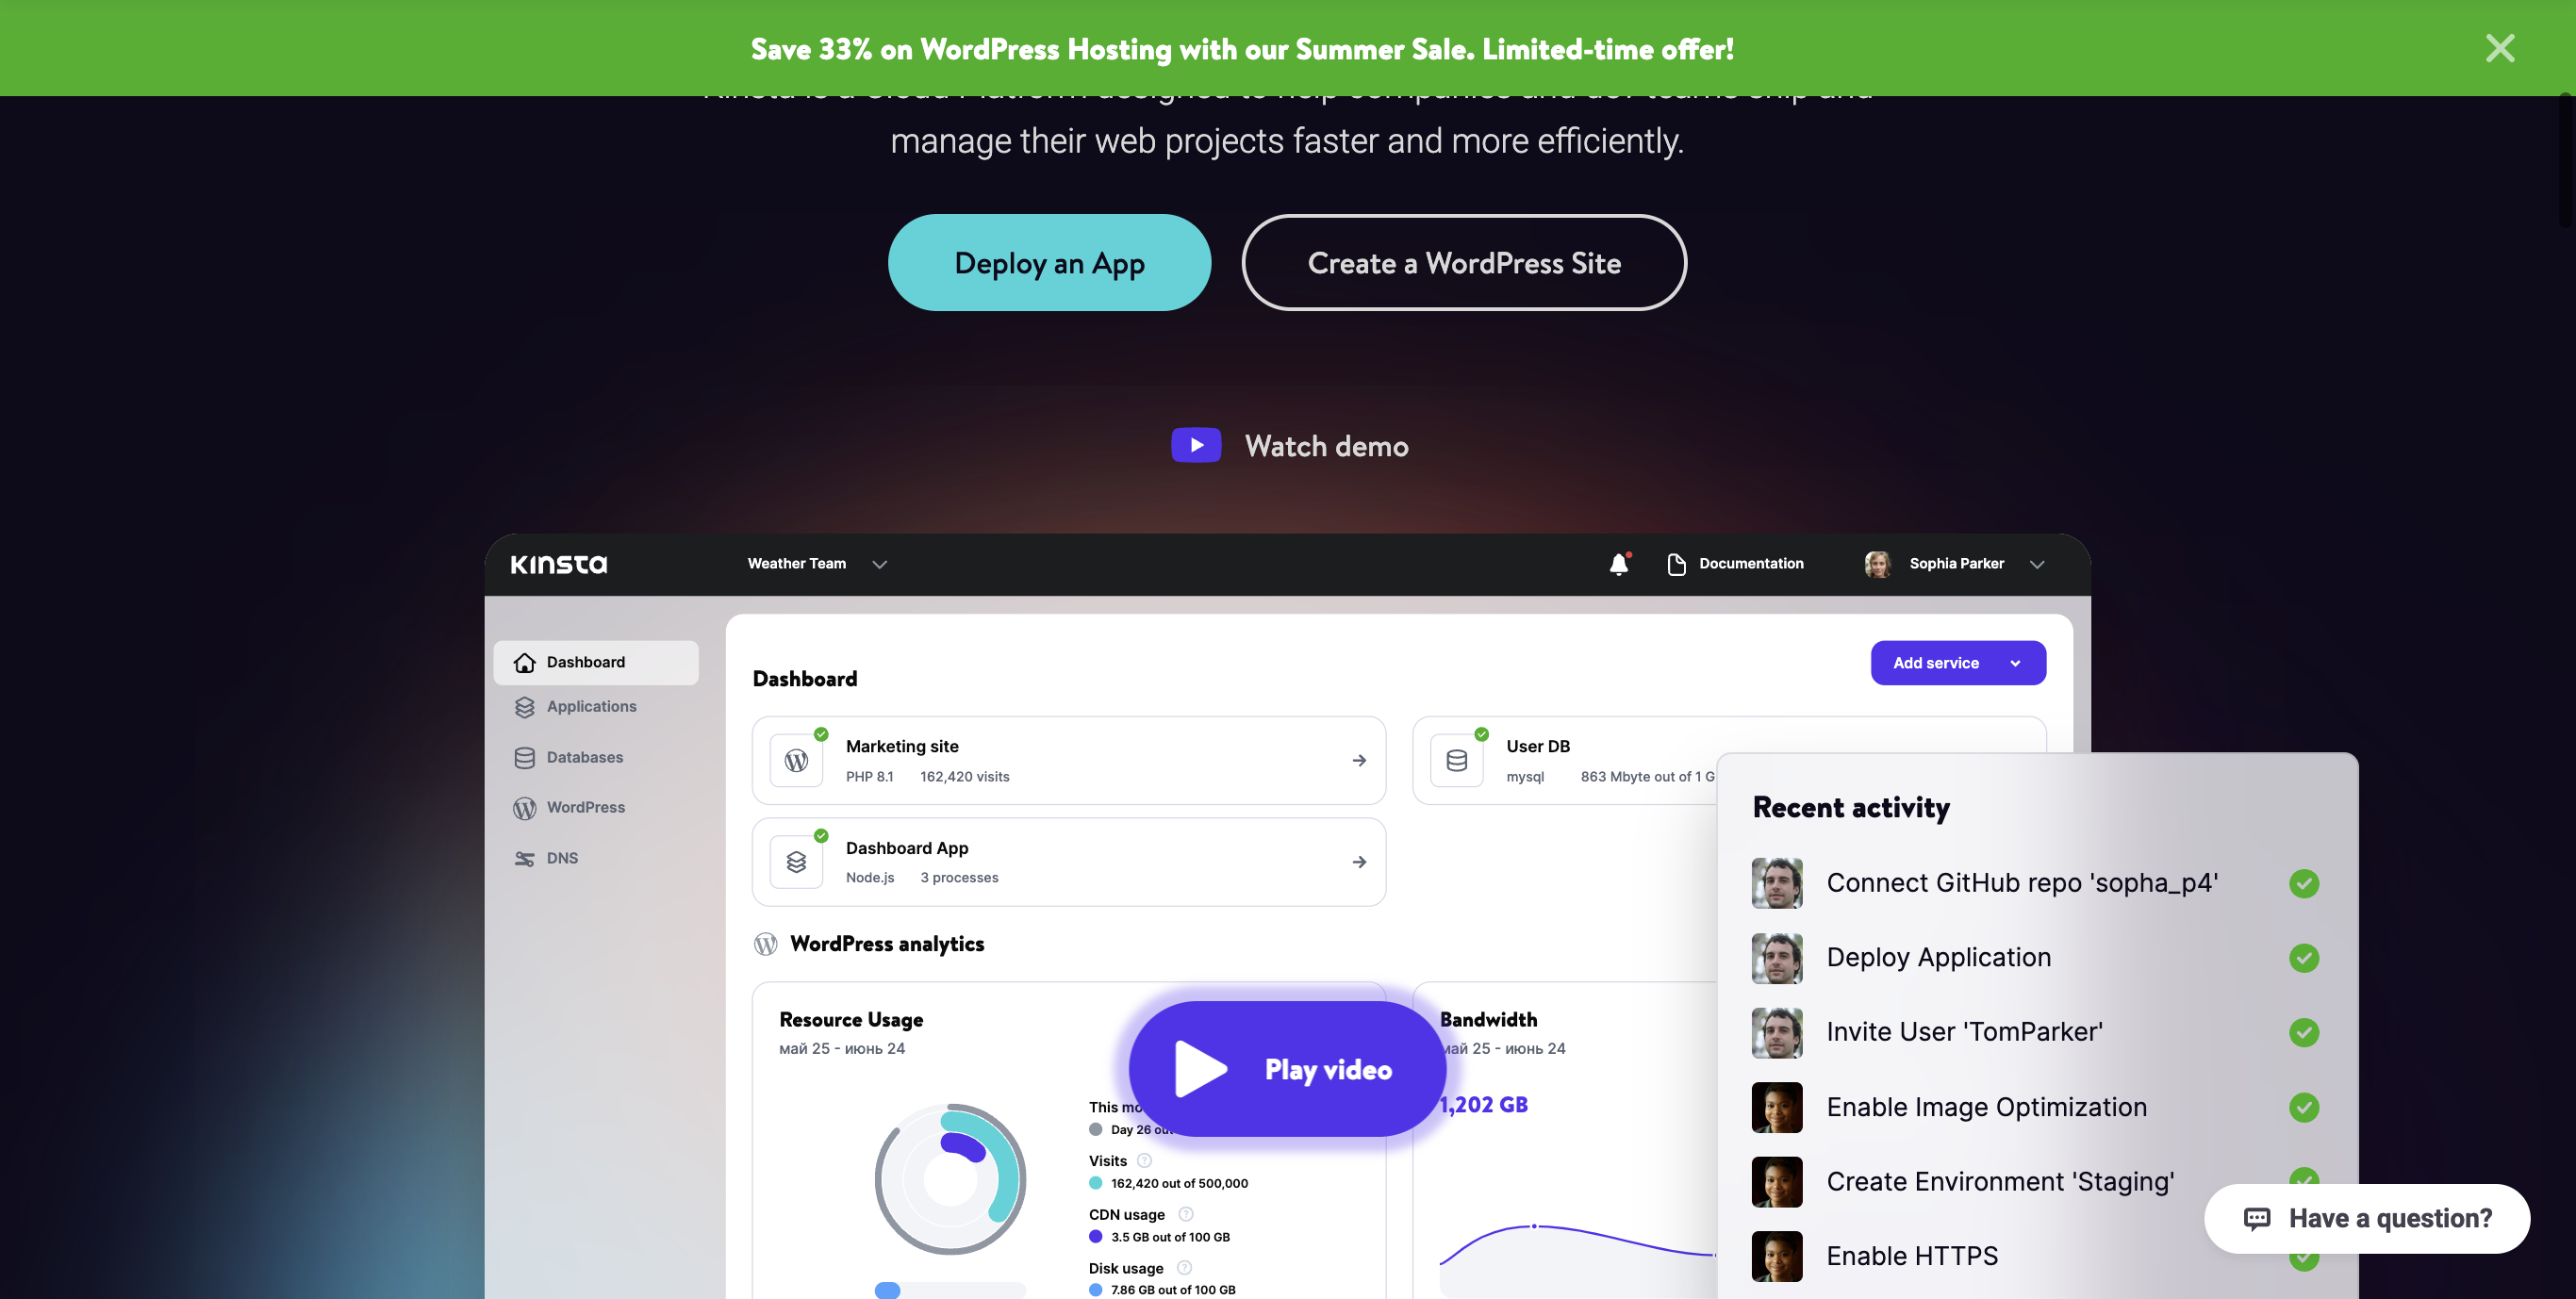 Save 33% on WordPress Hosting with our Summer Sale. Limited-time offer!
manage their web projects faster and more efficiently.
Deploy an App
Create a WordPress Site
Watch demo
Kinsta
Weather Team
Documentation
Sophia Parker
Dashboard
Applications
Databases
WordPress
DNS
Dashboard
Add service
Marketing site
PHP 8.1 162,420 visits
User DB
mysql 863 Mbyte out of 1 G
Dashboard App
Node.js 3 processes
WordPress analytics
Resource Usage
май 25 - июнь 24
This mo
Day 26 out
Visits
162,420 out of 500,000
CDN usage
3.5 GB out of 100 GB
Disk usage
7.86 GB out of 100 GB
Play video
Bandwidth
май 25 - июнь 24
1,202 GB
Recent activity
Connect GitHub repo 'sopha_p4'
Deploy Application
Invite User 'TomParker'
Enable Image Optimization
Create Environment 'Staging'
Enable HTTPS
Have a question?